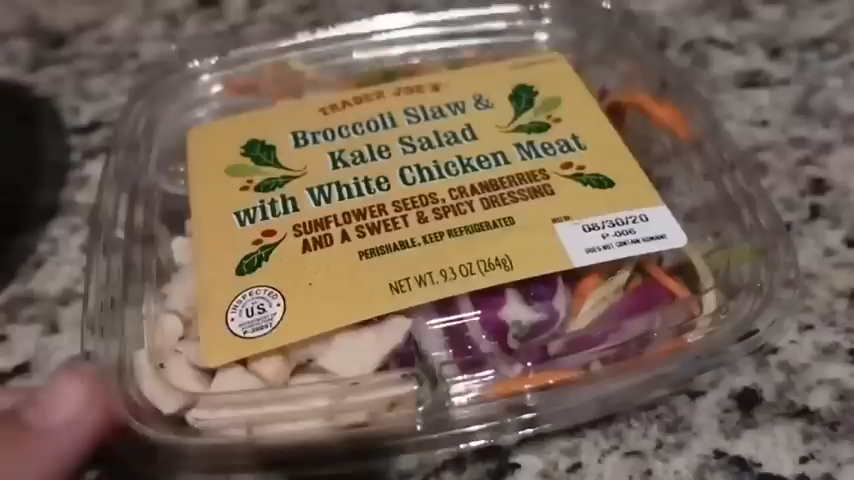 TRADER JOE'S
Broccoli Slaw &
Kale Salad
with White Chicken Meat
SUNFLOWER SEEDS, CRANBERRIES
AND A SWEET & SPICY DRESSING
PERISHABLE, KEEP REFRIGERATED
NET WT. 9.3 OZ (264g)
08/30/20
P-006
INSPECTED
U.S.